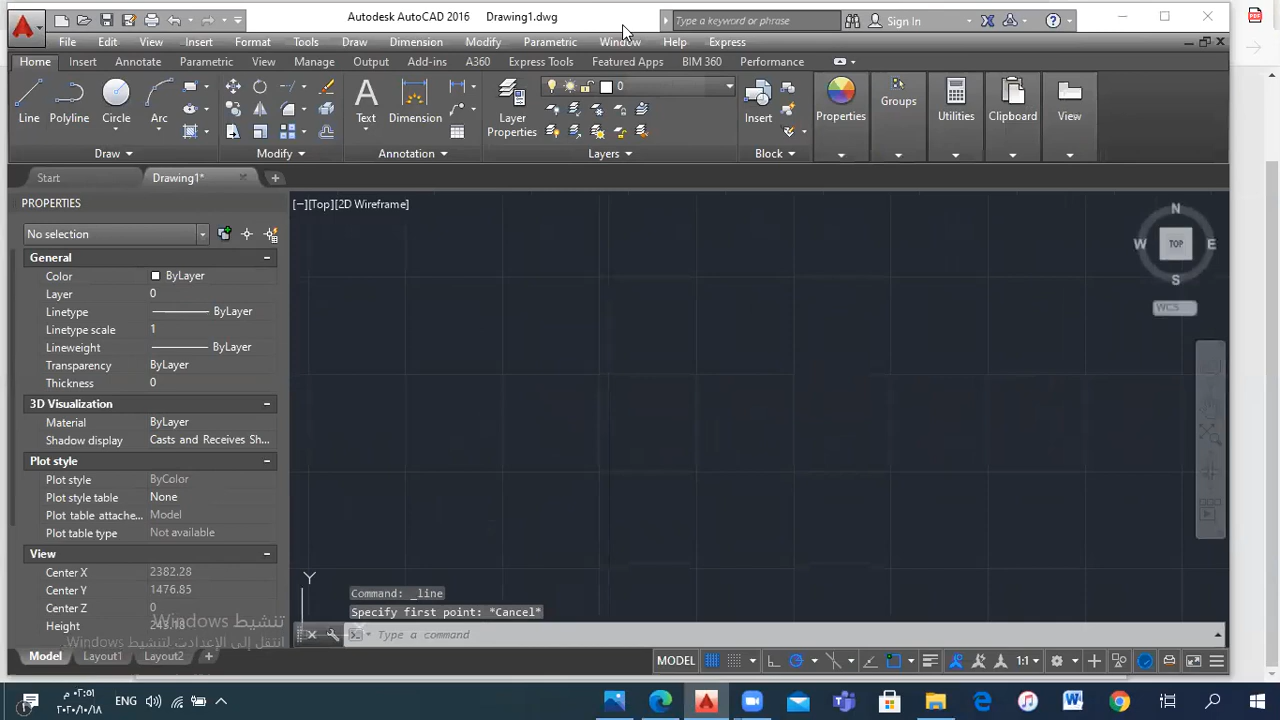 Autodesk AutoCAD 2016 Drawing1.dwg
Type a keyword or phrase
Sign In
File Edit View Insert Format Tools Draw Dimension Modify Parametric Window Help Express
Home Insert Annotate Parametric View Manage Output Add-ins A360 Express Tools Featured Apps BIM 360 Performance
Line Polyline Circle Arc Text Dimension Layer Properties 0 Insert Properties Groups Utilities Clipboard View
Draw Modify Annotation Layers Block
Start Drawing1*
PROPERTIES
[−][Top][2D Wireframe]
No selection
General
Color ByLayer
Layer 0
Linetype ByLayer
Linetype scale 1
Lineweight ByLayer
Transparency ByLayer
Thickness 0
3D Visualization
Material ByLayer
Shadow display Casts and Receives Sh...
Plot style
Plot style ByColor
Plot style table None
Plot table attache... Model
Plot table type Not available
View
Center X 2382.28
Center Y 1476.85
Center Z 0
Height
N
W TOP E
S
WCS
Y
Command: _line
Specify first point: *Cancel*
Type a command
تنشيط Windows
انتقل إلى الإعدادات لتنشيط Windows.
Model Layout1 Layout2 +
MODEL 1:1
ENG